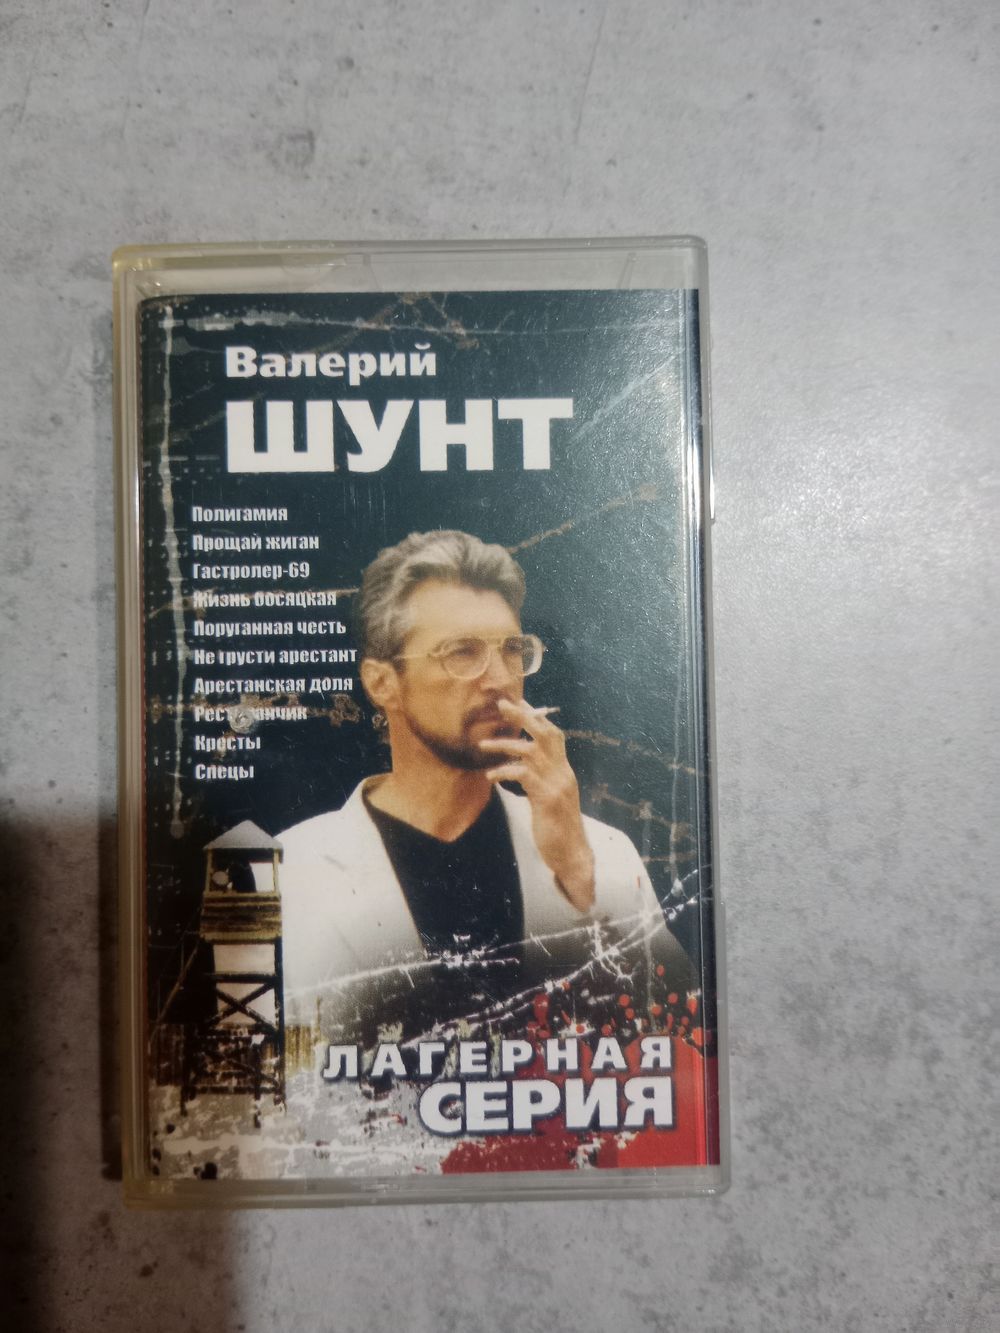 Валерий
ШУНТ
Полигамия
Прощай жиган
Гастролер-69
Жизнь босяцкая
Поруганная честь
Не грусти арестант
Арестанская доля
Ресторанчик
Кресты
Спецы
ЛАГЕРНАЯ
СЕРИЯ